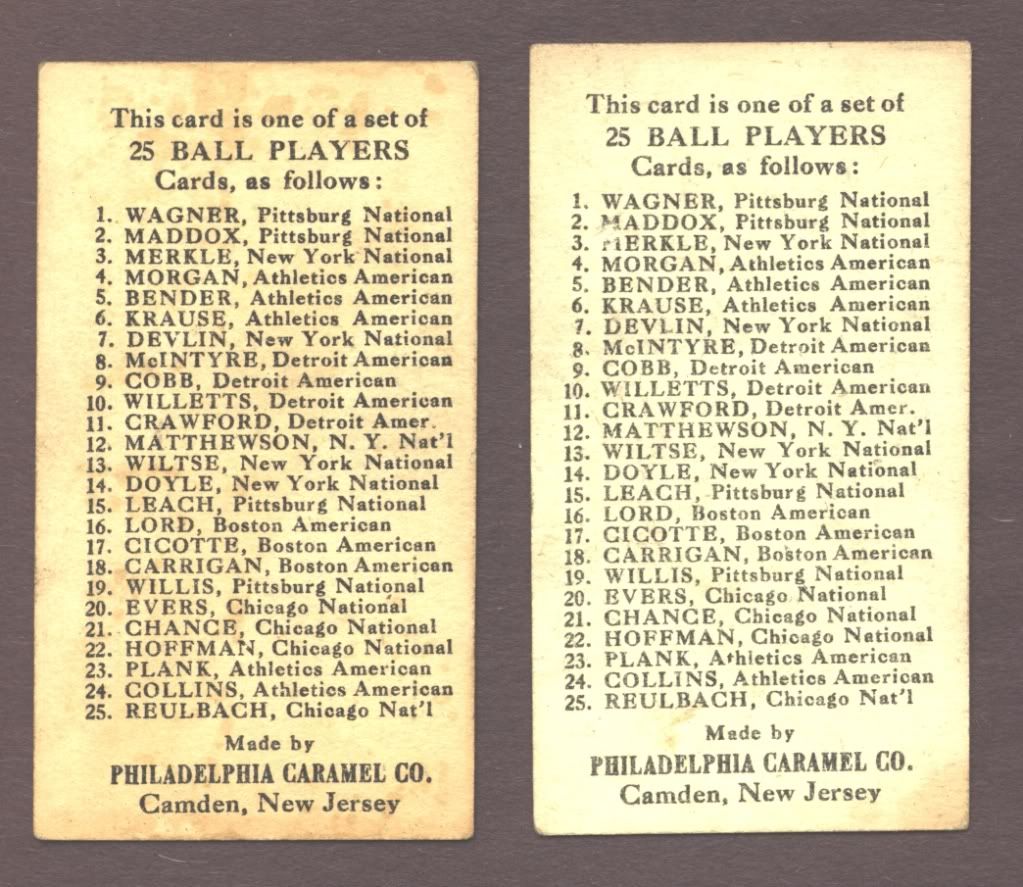 This card is one of a set of
25 BALL PLAYERS
Cards, as follows:
1. WAGNER, Pittsburg National
2. MADDOX, Pittsburg National
3. MERKLE, New York National
4. MORGAN, Athletics American
5. BENDER, Athletics American
6. KRAUSE, Athletics American
7. DEVLIN, New York National
8. McINTYRE, Detroit American
9. COBB, Detroit American
10. WILLETTS, Detroit American
11. CRAWFORD, Detroit Amer.
12. MATTHEWSON, N. Y. Nat'l
13. WILTSE, New York National
14. DOYLE, New York National
15. LEACH, Pittsburg National
16. LORD, Boston American
17. CICOTTE, Boston American
18. CARRIGAN, Boston American
19. WILLIS, Pittsburg National
20. EVERS, Chicago National
21. CHANCE, Chicago National
22. HOFFMAN, Chicago National
23. PLANK, Athletics American
24. COLLINS, Athletics American
25. REULBACH, Chicago Nat'l
Made by
PHILADELPHIA CARAMEL CO.
Camden, New Jersey
This card is one of a set of
25 BALL PLAYERS
Cards, as follows:
1. WAGNER, Pittsburg National
2. MADDOX, Pittsburg National
3. MERKLE, New York National
4. MORGAN, Athletics American
5. BENDER, Athletics American
6. KRAUSE, Athletics American
7. DEVLIN, New York National
8. McINTYRE, Detroit American
9. COBB, Detroit American
10. WILLETTS, Detroit American
11. CRAWFORD, Detroit Amer.
12. MATTHEWSON, N. Y. Nat'l
13. WILTSE, New York National
14. DOYLE, New York National
15. LEACH, Pittsburg National
16. LORD, Boston American
17. CICOTTE, Boston American
18. CARRIGAN, Boston American
19. WILLIS, Pittsburg National
20. EVERS, Chicago National
21. CHANCE, Chicago National
22. HOFFMAN, Chicago National
23. PLANK, Athletics American
24. COLLINS, Athletics American
25. REULBACH, Chicago Nat'l
Made by
PHILADELPHIA CARAMEL CO.
Camden, New Jersey